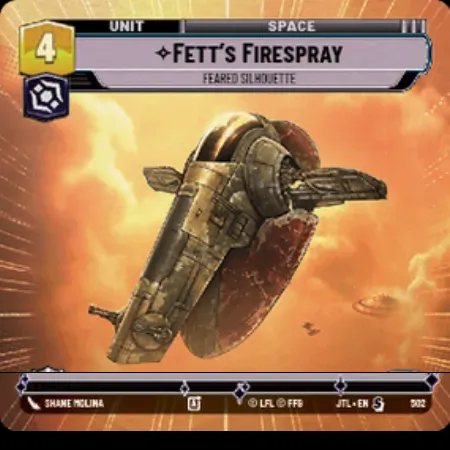 UNIT SPACE
4
✧FETT'S FIRESPRAY
FEARED SILHOUETTE
SHANE MOLINA Ⓒ LFL Ⓒ FFG JTL • EN 502